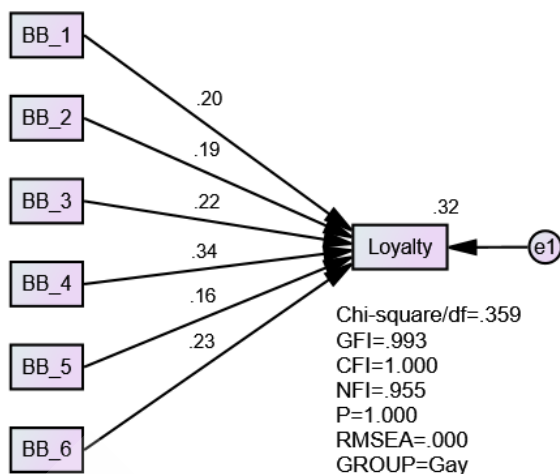 BB_1
.20
BB_2
.19
BB_3
.22
.32
Loyalty
e1
BB_4
.34
BB_5
.16
BB_6
.23
Chi-square/df=.359
GFI=.993
CFI=1.000
NFI=.955
P=1.000
RMSEA=.000
GROUP=Gay